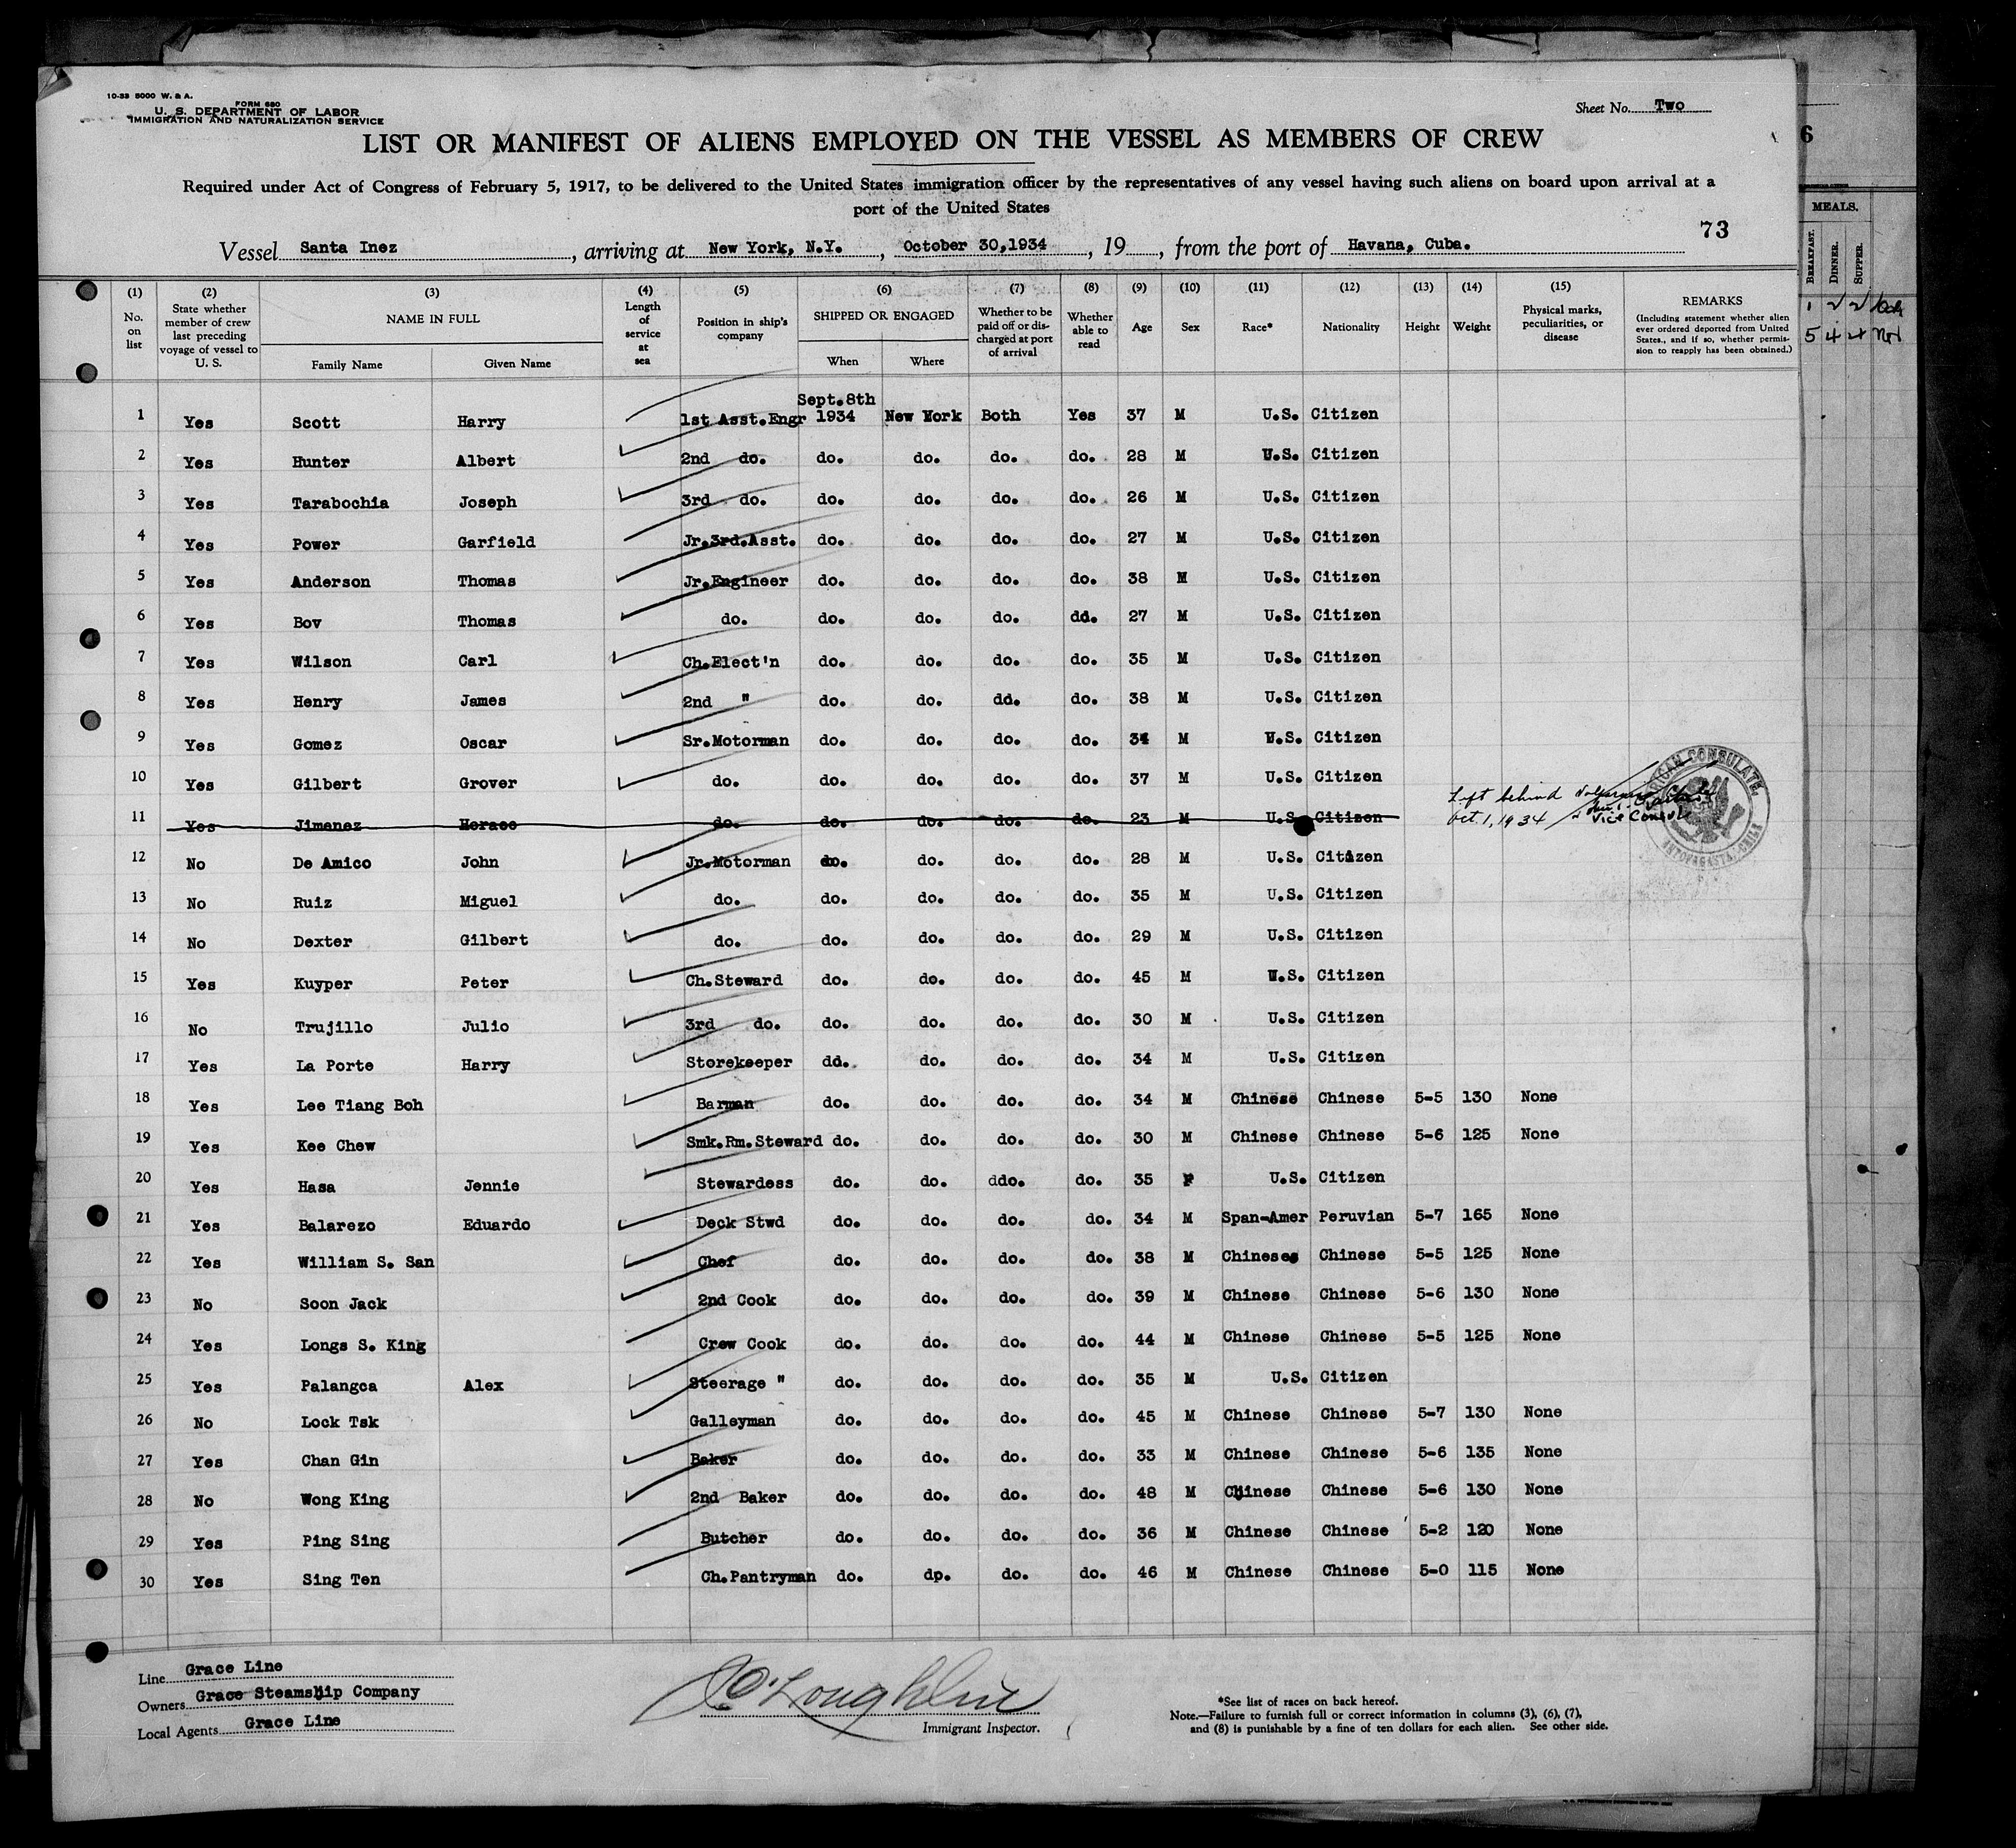 10-33 5000 W. & A.
FORM 680
U. S. DEPARTMENT OF LABOR
IMMIGRATION AND NATURALIZATION SERVICE
Sheet No. Two
LIST OR MANIFEST OF ALIENS EMPLOYED ON THE VESSEL AS MEMBERS OF CREW
Required under Act of Congress of February 5, 1917, to be delivered to the United States immigration officer by the representatives of any vessel having such aliens on board upon arrival at a
port of the United States
73
Vessel Santa Inez, arriving at New York, N.Y., October 30,1934, 19, from the port of Havana, Cuba.
(1) No. on list (2) State whether member of crew last preceding voyage of vessel to U. S. (3) NAME IN FULL Family Name Given Name (4) Length of service at sea (5) Position in ship's company (6) SHIPPED OR ENGAGED When Where (7) Whether to be paid off or discharged at port of arrival (8) Whether able to read (9) Age (10) Sex (11) Race* (12) Nationality (13) Height (14) Weight (15) Physical marks, peculiarities, or disease REMARKS (Including statement whether alien ever ordered deported from United States., and if so, whether permission to reapply has been obtained.)
1 Yes Scott Harry 1st Asst.Engr Sept.8th 1934 New York Both Yes 37 M U.S. Citizen
2 Yes Hunter Albert 2nd do. do. do. do. do. 28 M U.S. Citizen
3 Yes Tarabochia Joseph 3rd do. do. do. do. do. 26 M U.S. Citizen
4 Yes Power Garfield Jr.3rd.Asst. do. do. do. do. 27 M U.S. Citizen
5 Yes Anderson Thomas Jr.Engineer do. do. do. do. 38 M U.S. Citizen
6 Yes Bov Thomas do. do. do. do. dd. 27 M U.S. Citizen
7 Yes Wilson Carl Ch.Elect'n do. do. do. do. 35 M U.S. Citizen
8 Yes Henry James 2nd " do. do. dd. do. 38 M U.S. Citizen
9 Yes Gomez Oscar Sr.Motorman do. do. do. do. 34 M U.S. Citizen
10 Yes Gilbert Grover do. do. do. do. do. 37 M U.S. Citizen
11 Yes Jimenez Horace do. do. do. do. do. 23 M U.S. Citizen Left behind Oct. 1, 1934 Vice Consul
AMERICAN CONSULATE, ANTOFAGASTA, CHILE
12 No De Amico John Jr.Motorman do. do. do. do. 28 M U.S. Citizen
13 No Ruiz Miguel do. do. do. do. do. 35 M U.S. Citizen
14 No Dexter Gilbert do. do. do. do. do. 29 M U.S. Citizen
15 Yes Kuyper Peter Ch.Steward do. do. do. do. 45 M U.S. Citizen
16 No Trujillo Julio 3rd do. do. do. do. do. 30 M U.S. Citizen
17 Yes La Porte Harry Storekeeper dd. do. do. do. 34 M U.S. Citizen
18 Yes Lee Tiang Boh Barman do. do. do. do. 34 M Chinese Chinese 5-5 130 None
19 Yes Kee Chew Smk.Rm.Steward do. do. do. do. 30 M Chinese Chinese 5-6 125 None
20 Yes Hasa Jennie Stewardess do. do. ddo. do. 35 F U.S. Citizen
21 Yes Balarezo Eduardo Deck Stwd do. do. do. do. 34 M Span-Amer Peruvian 5-7 165 None
22 Yes William S. San Chef do. do. do. do. 38 M Chinese Chinese 5-5 125 None
23 No Soon Jack 2nd Cook do. do. do. do. 39 M Chinese Chinese 5-6 130 None
24 Yes Longs S. King Crew Cook do. do. do. do. 44 M Chinese Chinese 5-5 125 None
25 Yes Palangca Alex Steerage " do. do. do. do. 35 M U.S. Citizen
26 No Lock Tsk Galleyman do. do. do. do. 45 M Chinese Chinese 5-7 130 None
27 Yes Chan Gin Baker do. do. do. do. 33 M Chinese Chinese 5-6 135 None
28 No Wong King 2nd Baker do. do. do. do. 48 M Chinese Chinese 5-6 130 None
29 Yes Ping Sing Butcher do. do. do. do. 36 M Chinese Chinese 5-2 120 None
30 Yes Sing Ten Ch.Pantryman do. dp. do. do. 46 M Chinese Chinese 5-0 115 None
Line Grace Line
Owners Grace Steamship Company
Local Agents Grace Line
O'Loughlin
Immigrant Inspector.
*See list of races on back hereof.
Note.—Failure to furnish full or correct information in columns (3), (6), (7),
and (8) is punishable by a fine of ten dollars for each alien. See other side.
6
MEALS.
BREAKFAST. DINNER. SUPPER.